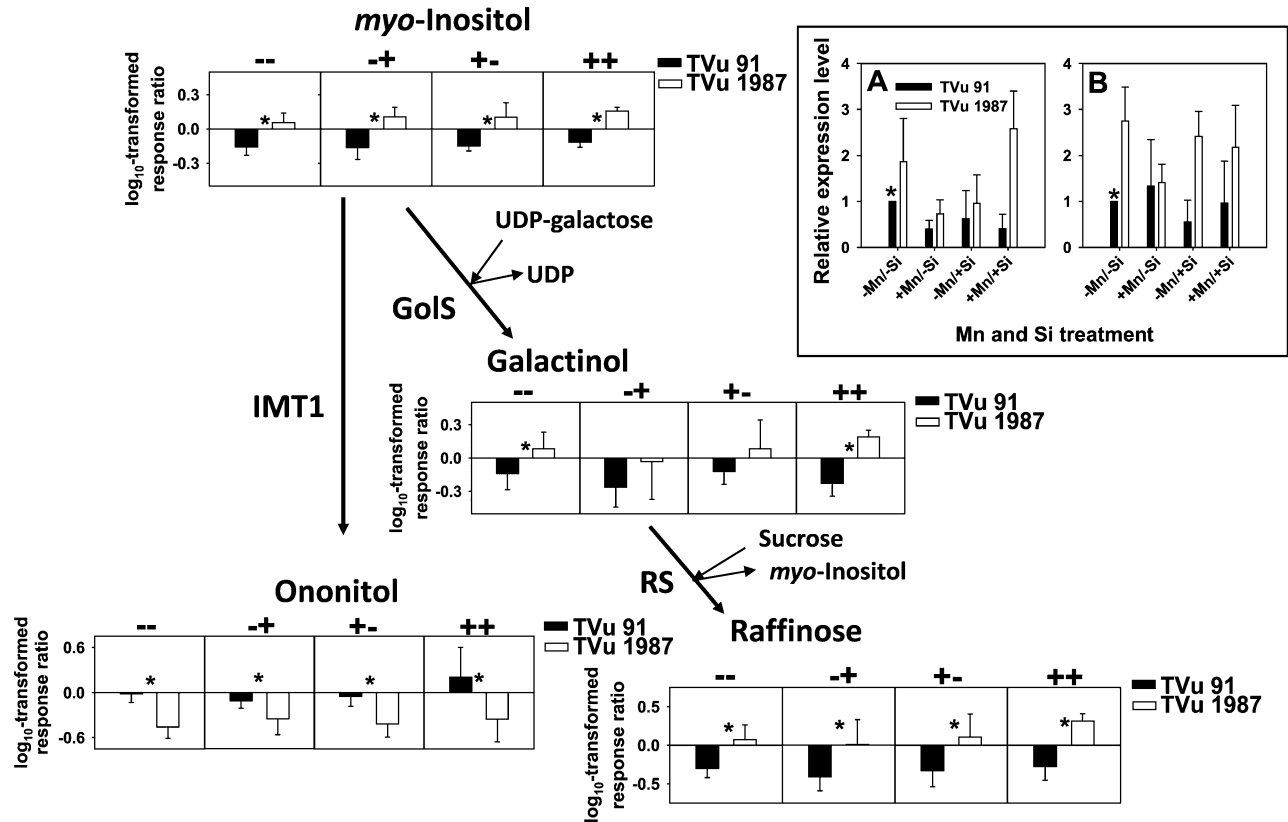 myo-Inositol
-- -+ +- ++
TVu 91
TVu 1987
log10-transformed
response ratio
0.3
0.0
-0.3
A
B
TVu 91
TVu 1987
Relative expression level
4
3
2
1
0
*
-Mn/-Si
+Mn/-Si
-Mn/+Si
+Mn/+Si
4
3
2
1
0
*
-Mn/-Si
+Mn/-Si
-Mn/+Si
+Mn/+Si
Mn and Si treatment
* * * *
UDP-galactose
UDP
GolS
IMT1
Galactinol
-- -+ +- ++
TVu 91
TVu 1987
log10-transformed
response ratio
0.3
0.0
-0.3
* *
Sucrose
myo-Inositol
RS
Ononitol
-- -+ +- ++
TVu 91
TVu 1987
log10-transformed
response ratio
0.6
0.0
-0.6
* * * *
Raffinose
-- -+ +- ++
TVu 91
TVu 1987
log10-transformed
response ratio
0.5
0.0
-0.5
* * * *